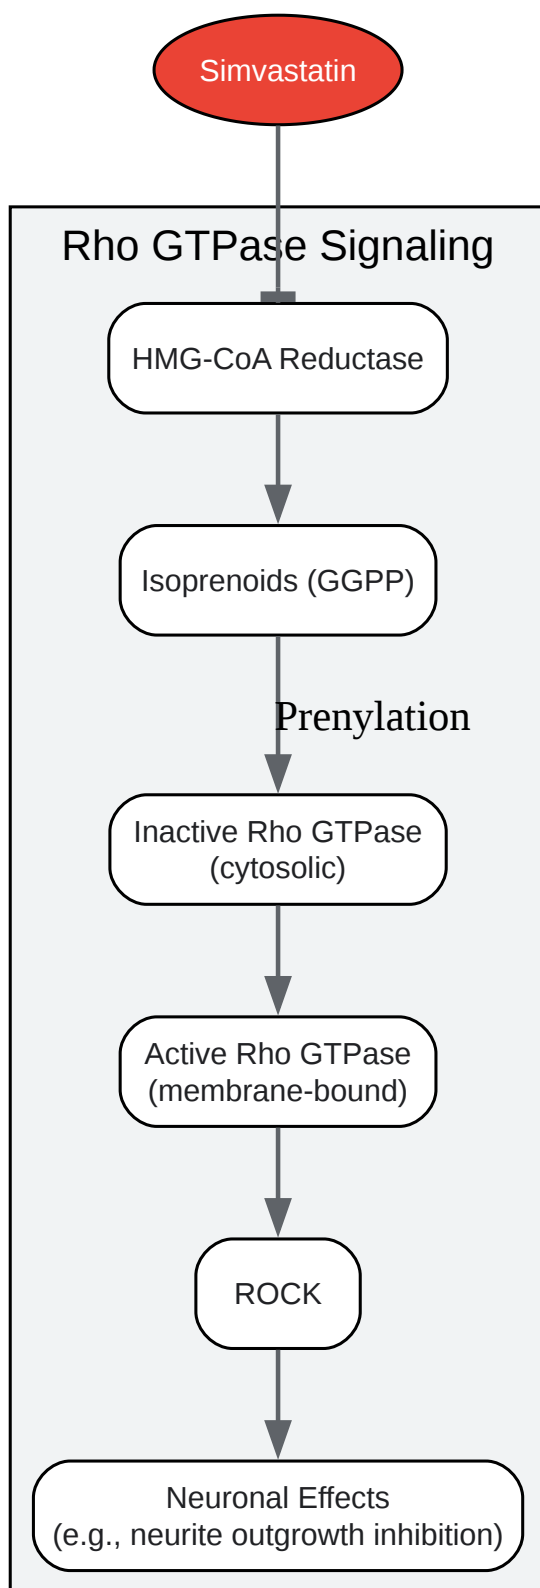 Simvastatin
Rho GTPase Signaling
HMG-CoA Reductase
Isoprenoids (GGPP)
Prenylation
Inactive Rho GTPase
(cytosolic)
Active Rho GTPase
(membrane-bound)
ROCK
Neuronal Effects
(e.g., neurite outgrowth inhibition)